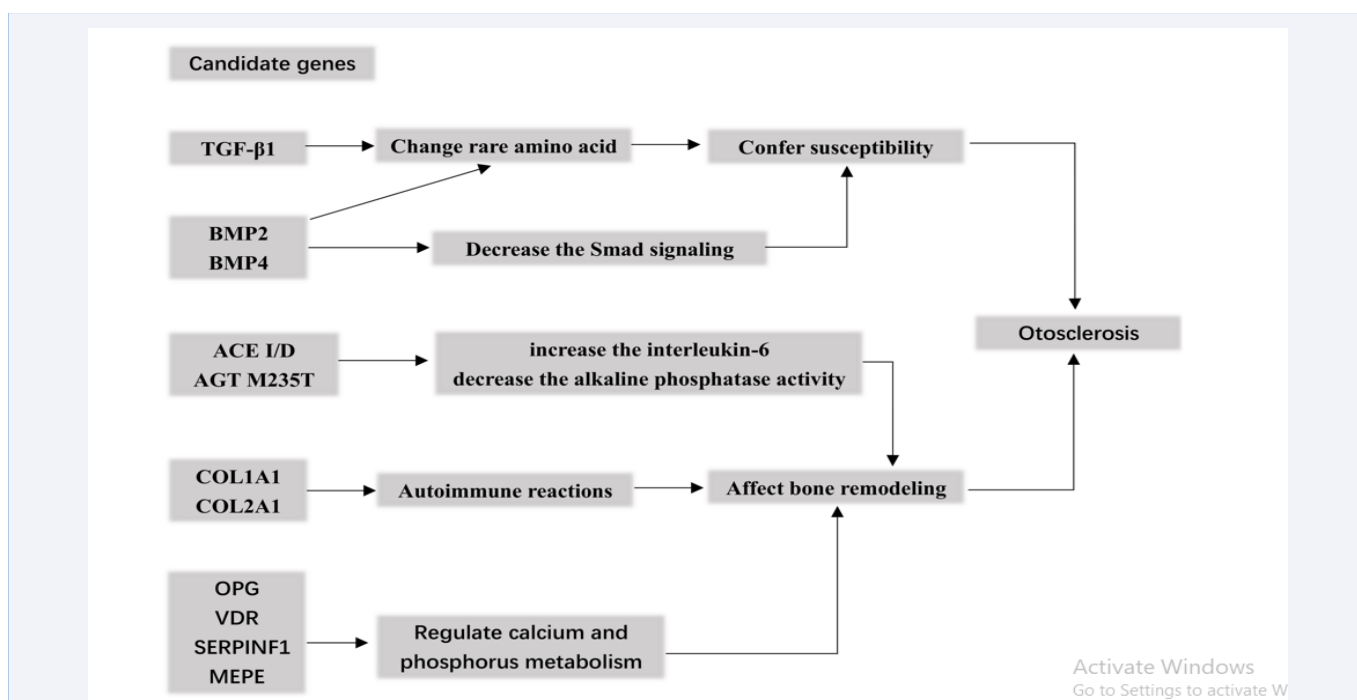 Candidate genes
TGF-β1
Change rare amino acid
Confer susceptibility
BMP2
BMP4
Decrease the Smad signaling
Otosclerosis
ACE I/D
AGT M235T
increase the interleukin-6
decrease the alkaline phosphatase activity
COL1A1
COL2A1
Autoimmune reactions
Affect bone remodeling
OPG
VDR
SERPINF1
MEPE
Regulate calcium and
phosphorus metabolism
Activate Windows
Go to Settings to activate W